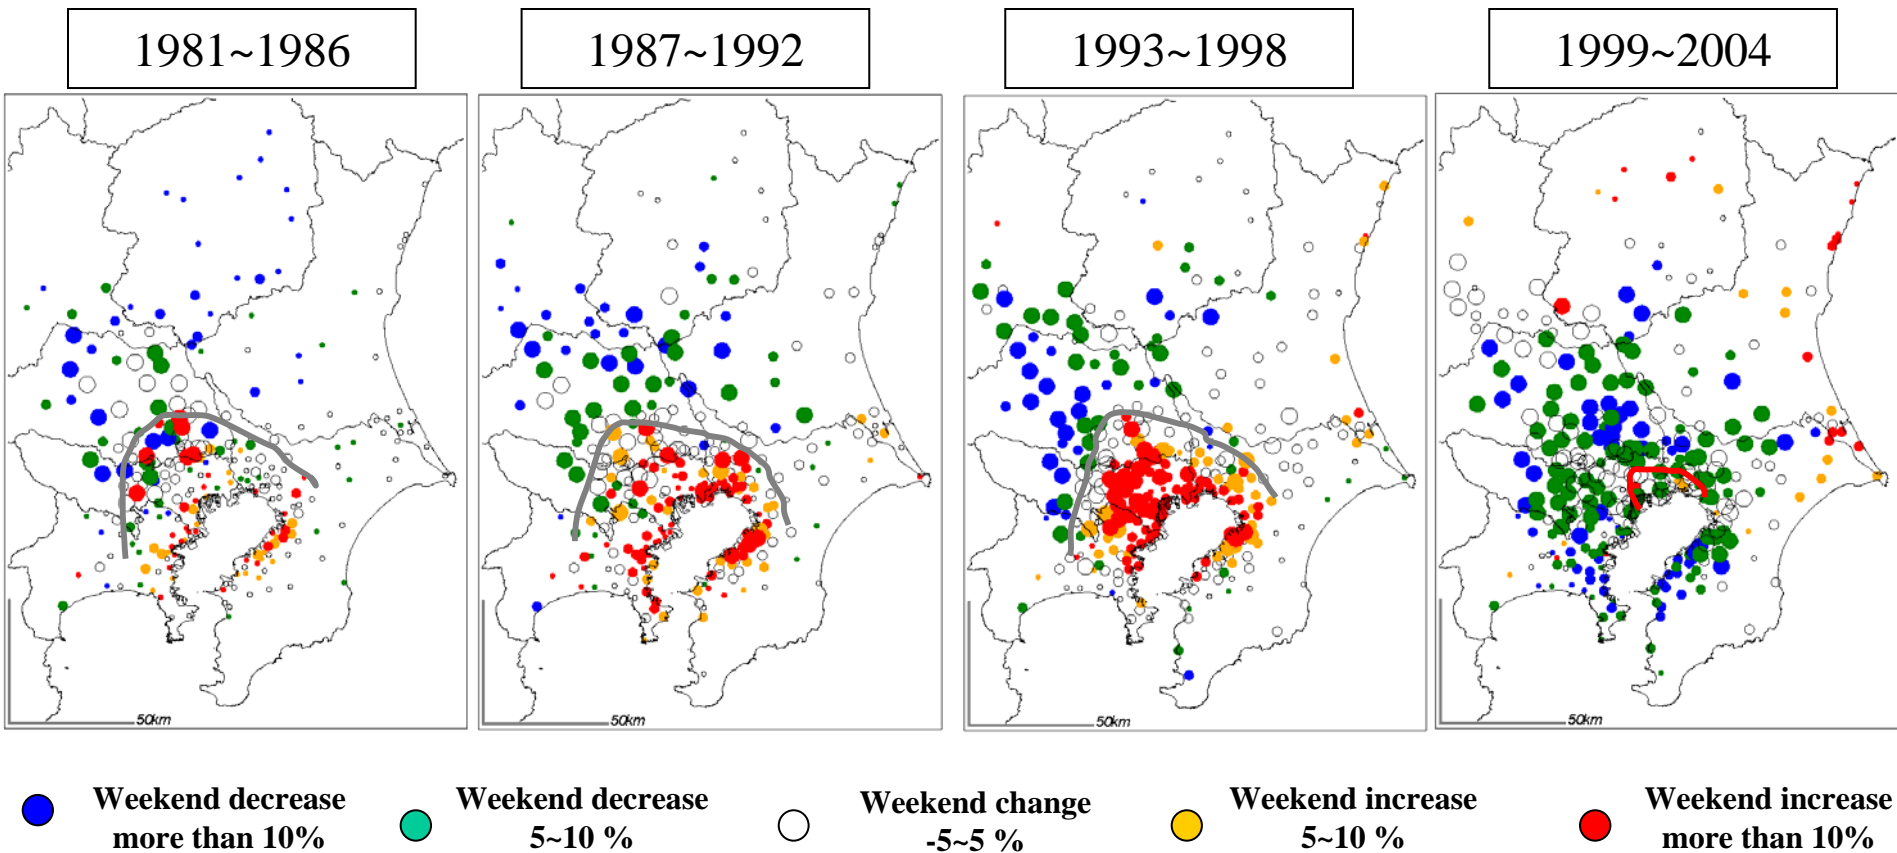 1981~1986
1987~1992
1993~1998
1999~2004
50km
50km
50km
50km
Weekend decrease
more than 10%
Weekend decrease
5~10 %
Weekend change
-5~5 %
Weekend increase
5~10 %
Weekend increase
more than 10%